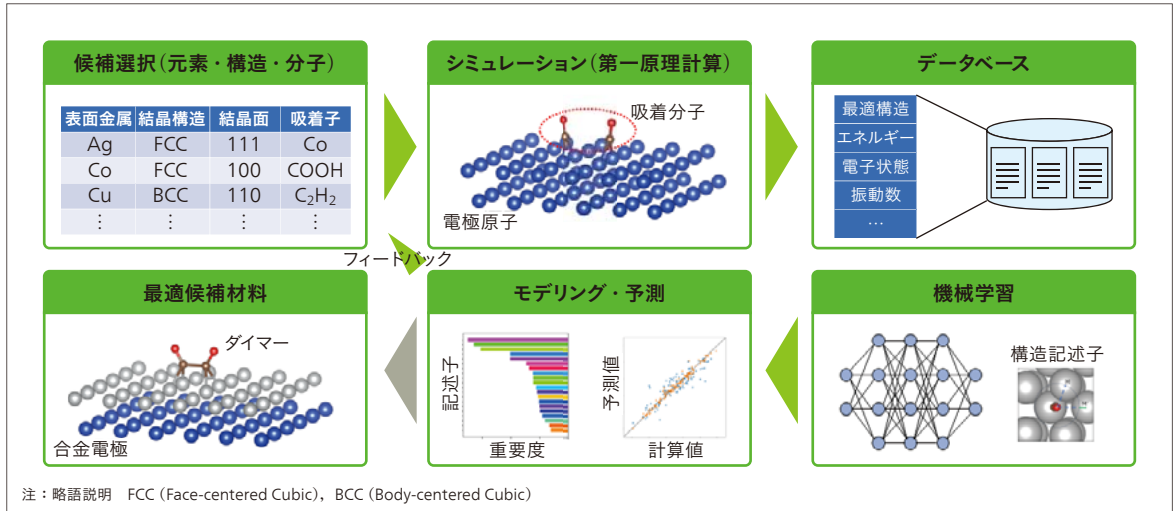 候補選択（元素・構造・分子）
表面金属 結晶構造 結晶面 吸着子
Ag FCC 111 Co
Co FCC 100 COOH
Cu BCC 110 C₂H₂
⋮ ⋮ ⋮ ⋮
シミュレーション（第一原理計算）
吸着分子
電極原子
データベース
最適構造
エネルギー
電子状態
振動数
…
フィードバック
最適候補材料
ダイマー
合金電極
モデリング・予測
記述子
重要度
予測値
計算値
機械学習
構造記述子
注：略語説明　FCC（Face-centered Cubic），BCC（Body-centered Cubic）